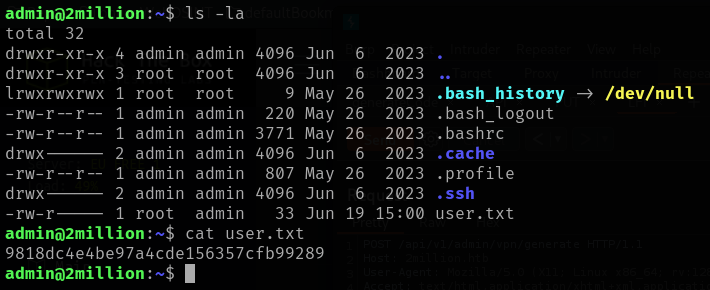 admin@2million:~$ ls -la
total 32
drwxr-xr-x 4 admin admin 4096 Jun  6  2023 .
drwxr-xr-x 3 root  root  4096 Jun  6  2023 ..
lrwxrwxrwx 1 root  root     9 May 26  2023 .bash_history -> /dev/null
-rw-r--r-- 1 admin admin  220 May 26  2023 .bash_logout
-rw-r--r-- 1 admin admin 3771 May 26  2023 .bashrc
drwx------ 2 admin admin 4096 Jun  6  2023 .cache
-rw-r--r-- 1 admin admin  807 May 26  2023 .profile
drwx------ 2 admin admin 4096 Jun  6  2023 .ssh
-rw-r----- 1 root  admin   33 Jun 19 15:00 user.txt
admin@2million:~$ cat user.txt
9818dc4e4be97a4cde156357cfb99289
admin@2million:~$